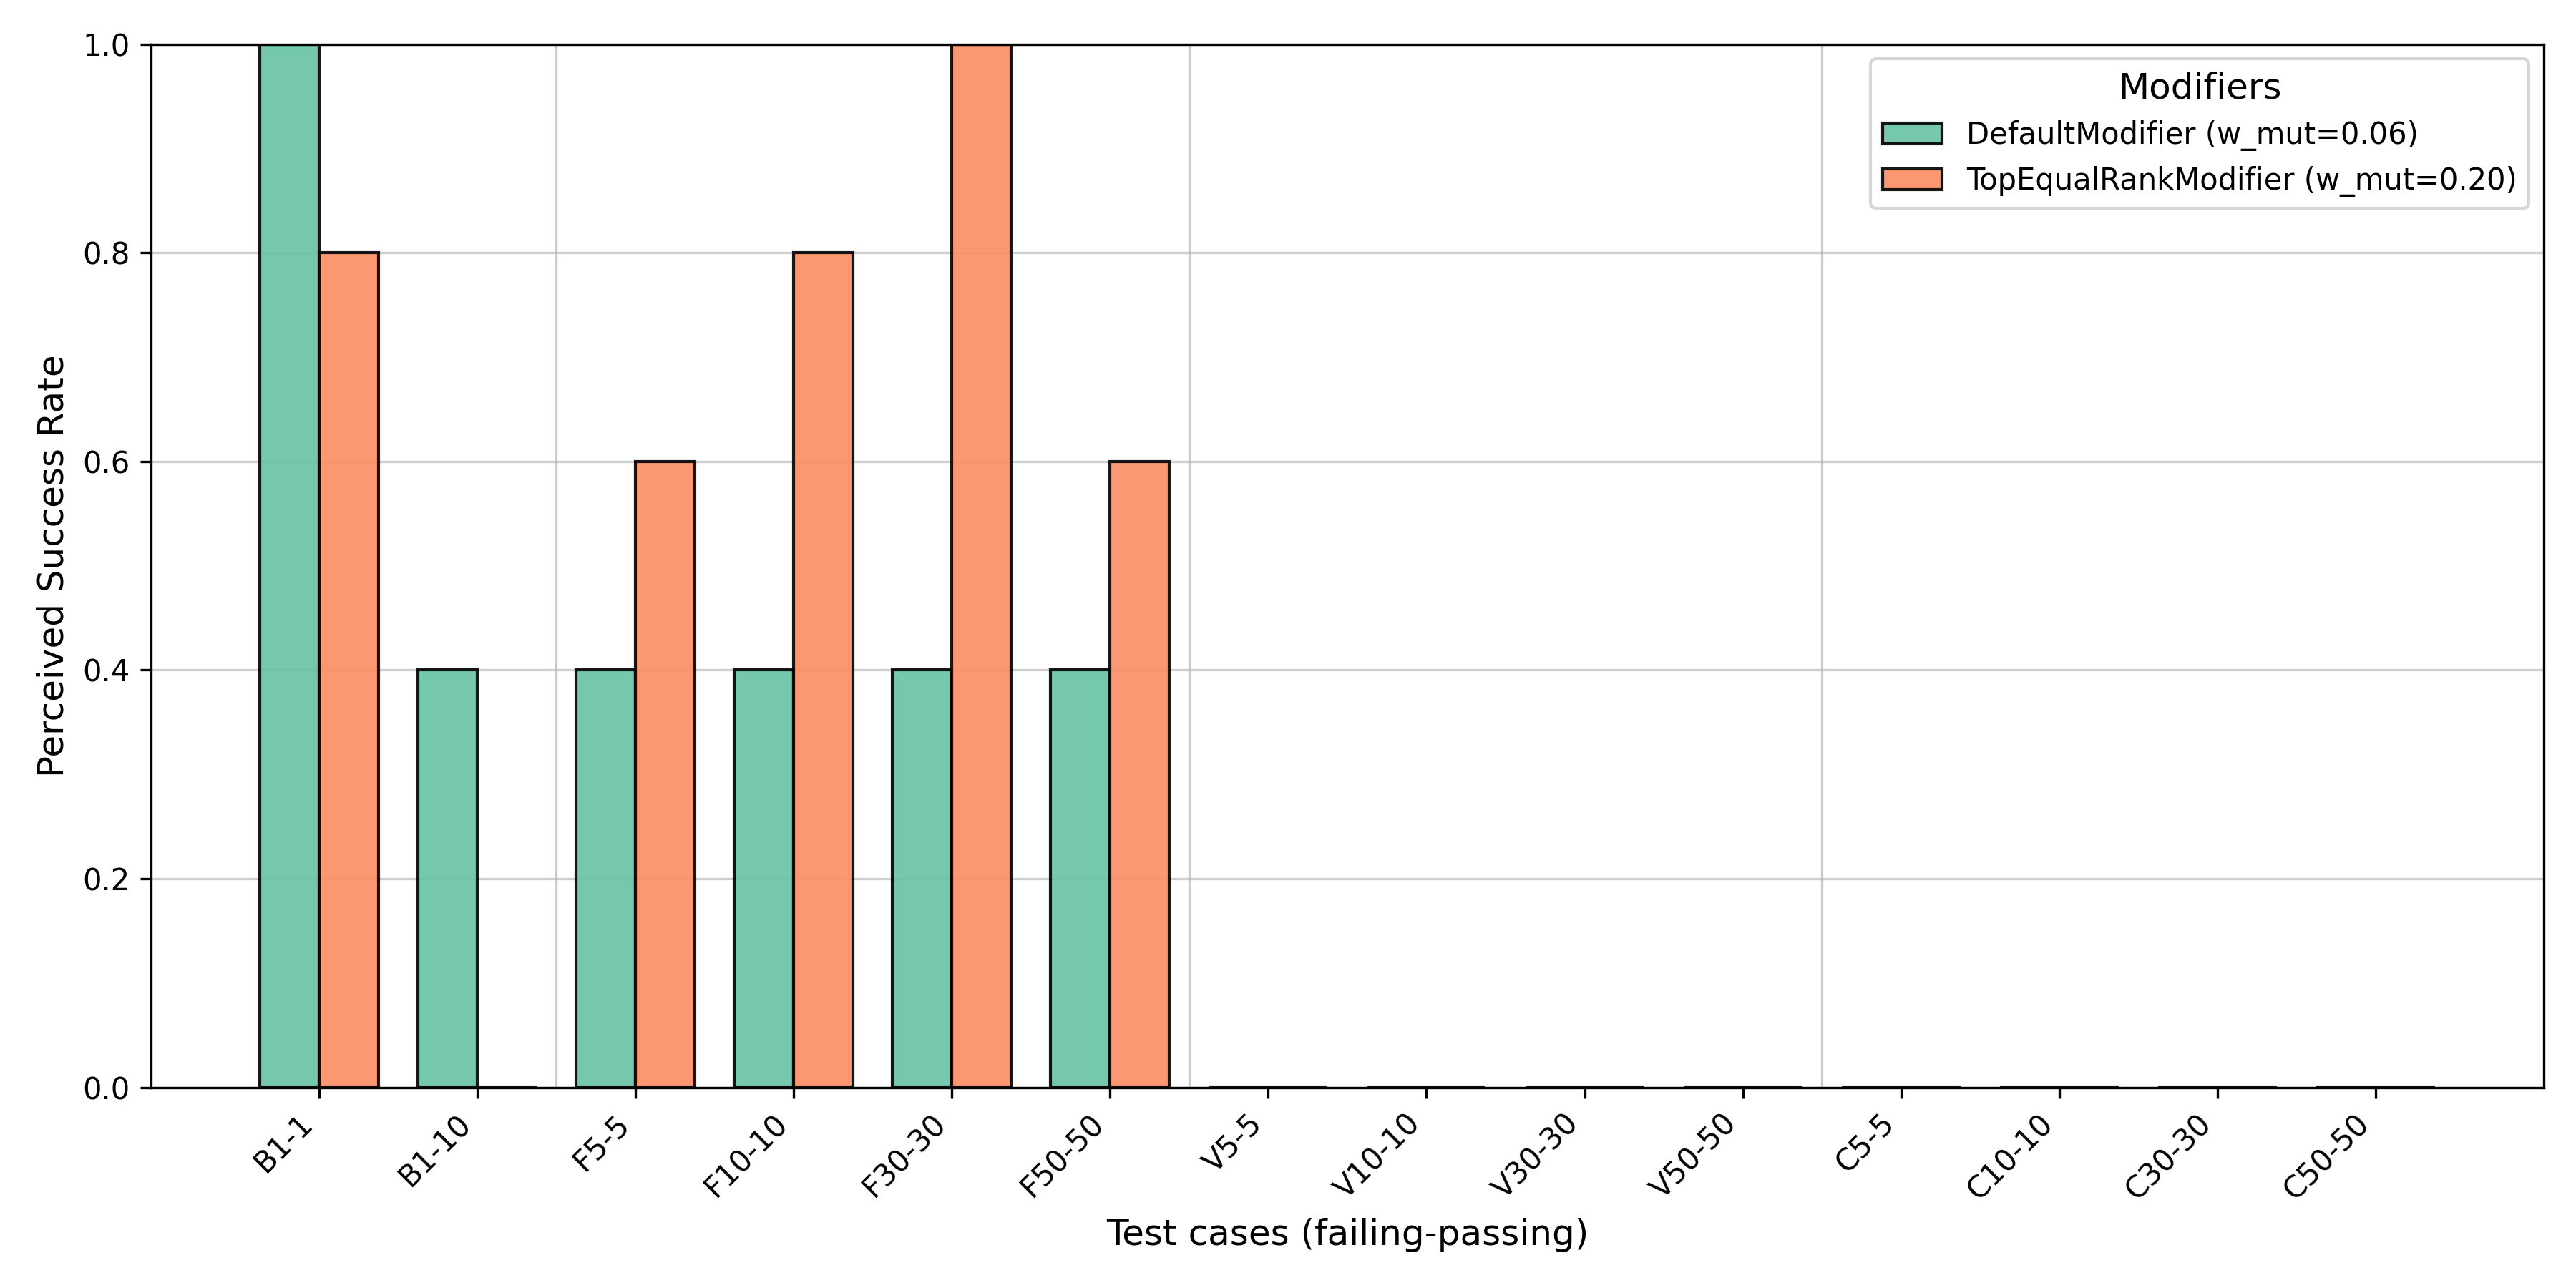 Modifiers
DefaultModifier (w_mut=0.06)
TopEqualRankModifier (w_mut=0.20)
Perceived Success Rate
1.0
0.8
0.6
0.4
0.2
0.0
B1-1
B1-10
F5-5
F10-10
F30-30
F50-50
V5-5
V10-10
V30-30
V50-50
C5-5
C10-10
C30-30
C50-50
Test cases (failing-passing)